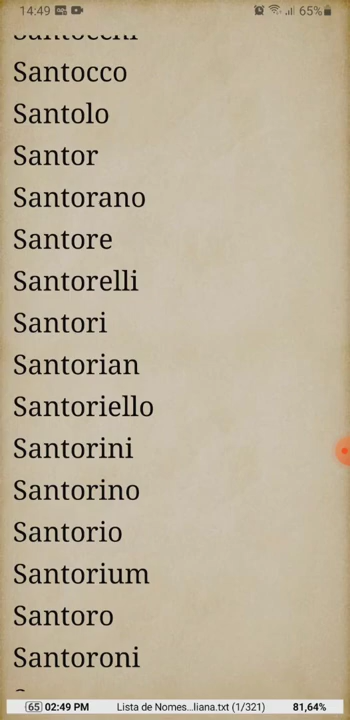 14:49
65%
Santocchi
Santocco
Santolo
Santor
Santorano
Santore
Santorelli
Santori
Santorian
Santoriello
Santorini
Santorino
Santorio
Santorium
Santoro
Santoroni
65 02:49 PM Lista de Nomes...liana.txt (1/321) 81,64%